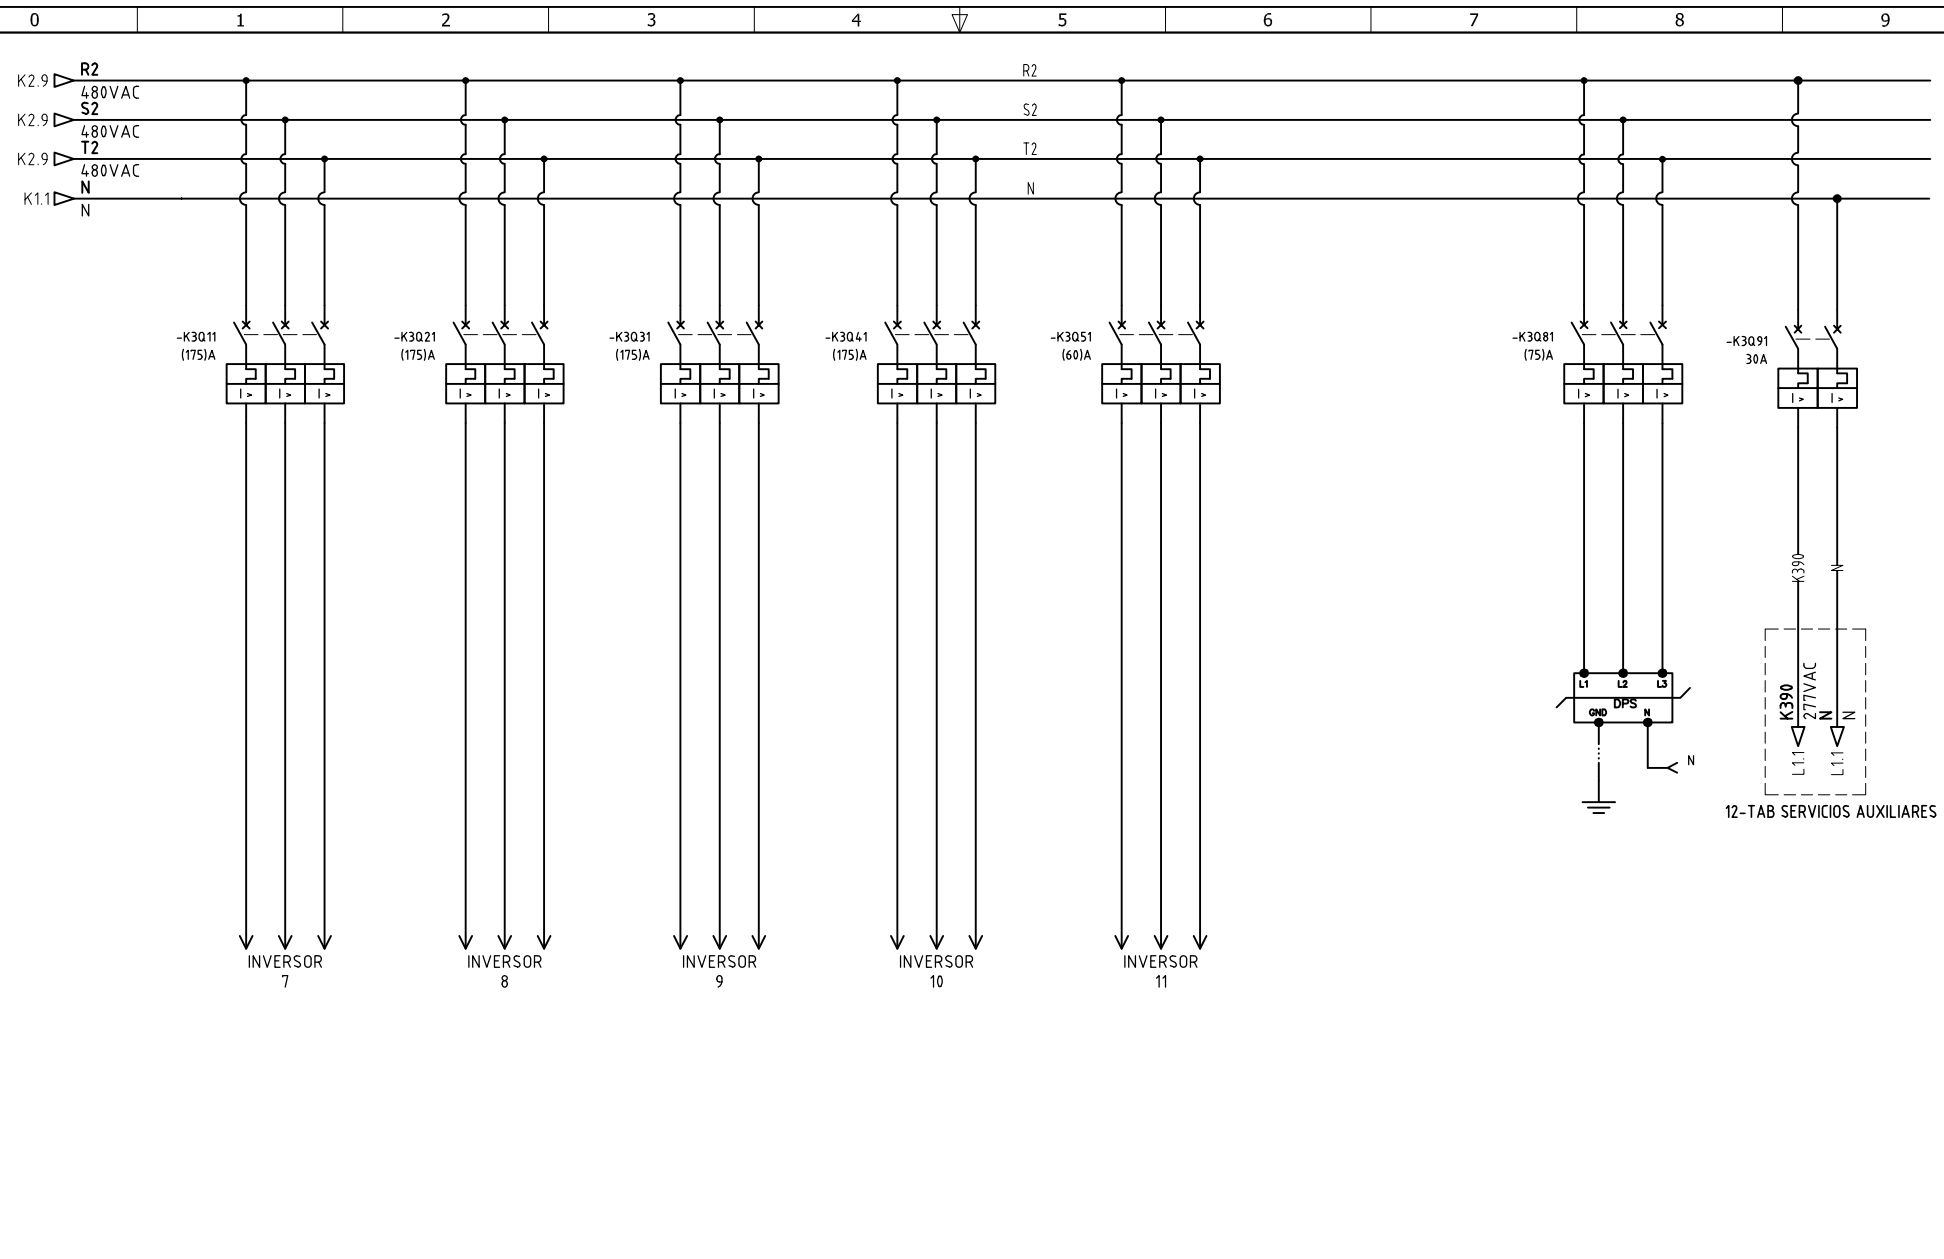 0 1 2 3 4 5 6 7 8 9
K2.9 R2 R2
480VAC
K2.9 S2 S2
480VAC
K2.9 T2 T2
480VAC
K1.1 N N
N
-K3Q11
(175)A
-K3Q21
(175)A
-K3Q31
(175)A
-K3Q41
(175)A
-K3Q51
(60)A
-K3Q81
(75)A
-K3Q91
30A
I> I> I>
I> I> I>
I> I> I>
I> I> I>
I> I> I>
I> I> I>
I> I>
K390
N
L1 L2 L3
DPS
GND N
N
K390
277VAC
N
N
L1.1
L1.1
12-TAB SERVICIOS AUXILIARES
INVERSOR
7
INVERSOR
8
INVERSOR
9
INVERSOR
10
INVERSOR
11